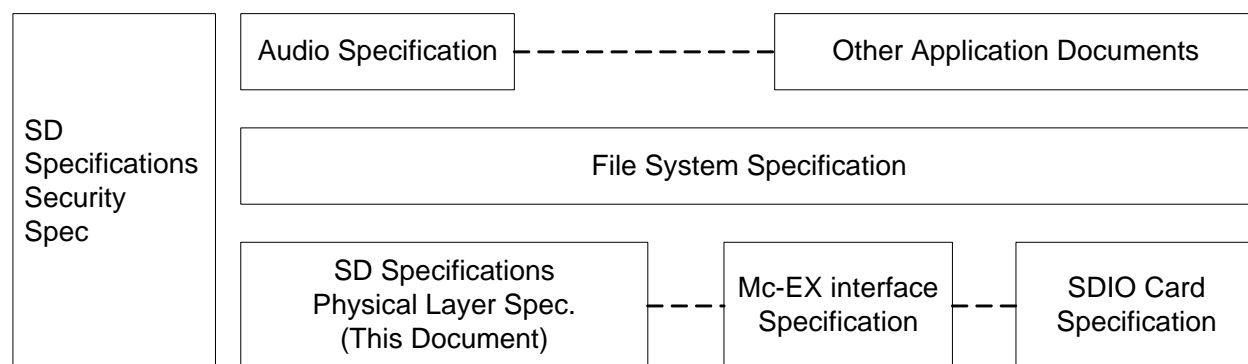 SD
Specifications
Security
Spec
Audio Specification
Other Application Documents
File System Specification
SD Specifications
Physical Layer Spec.
(This Document)
Mc-EX interface
Specification
SDIO Card
Specification